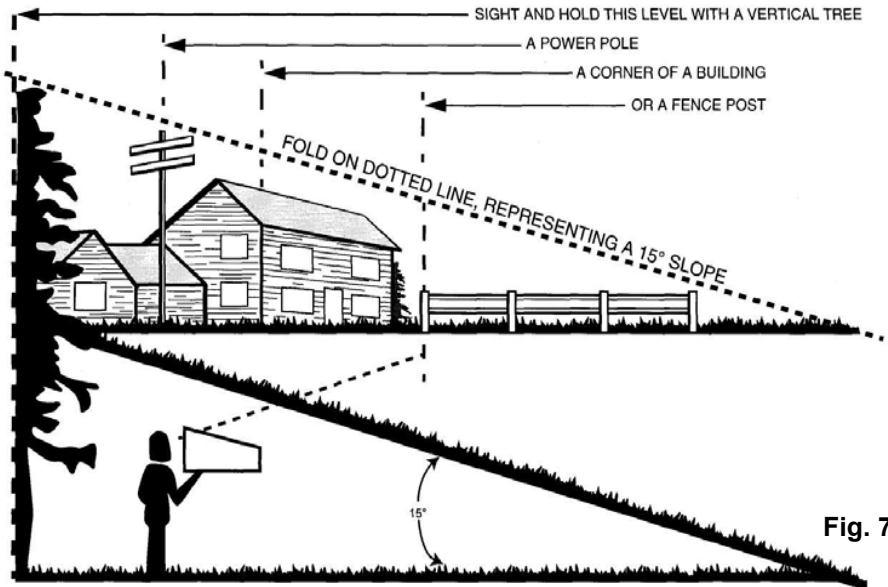 SIGHT AND HOLD THIS LEVEL WITH A VERTICAL TREE
A POWER POLE
A CORNER OF A BUILDING
OR A FENCE POST
FOLD ON DOTTED LINE, REPRESENTING A 15° SLOPE
15°
Fig. 7